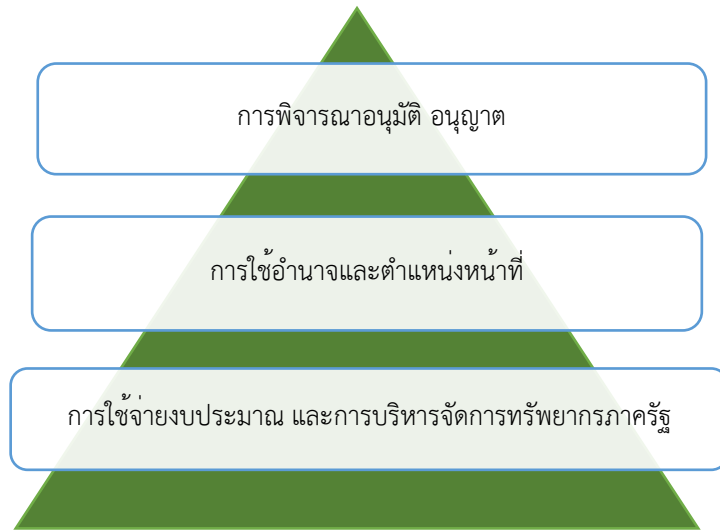 การพิจารณาอนุมัติ อนุญาต
การใช้อำนาจและตำแหน่งหน้าที่
การใช้จ่ายงบประมาณ และการบริหารจัดการทรัพยากรภาครัฐ